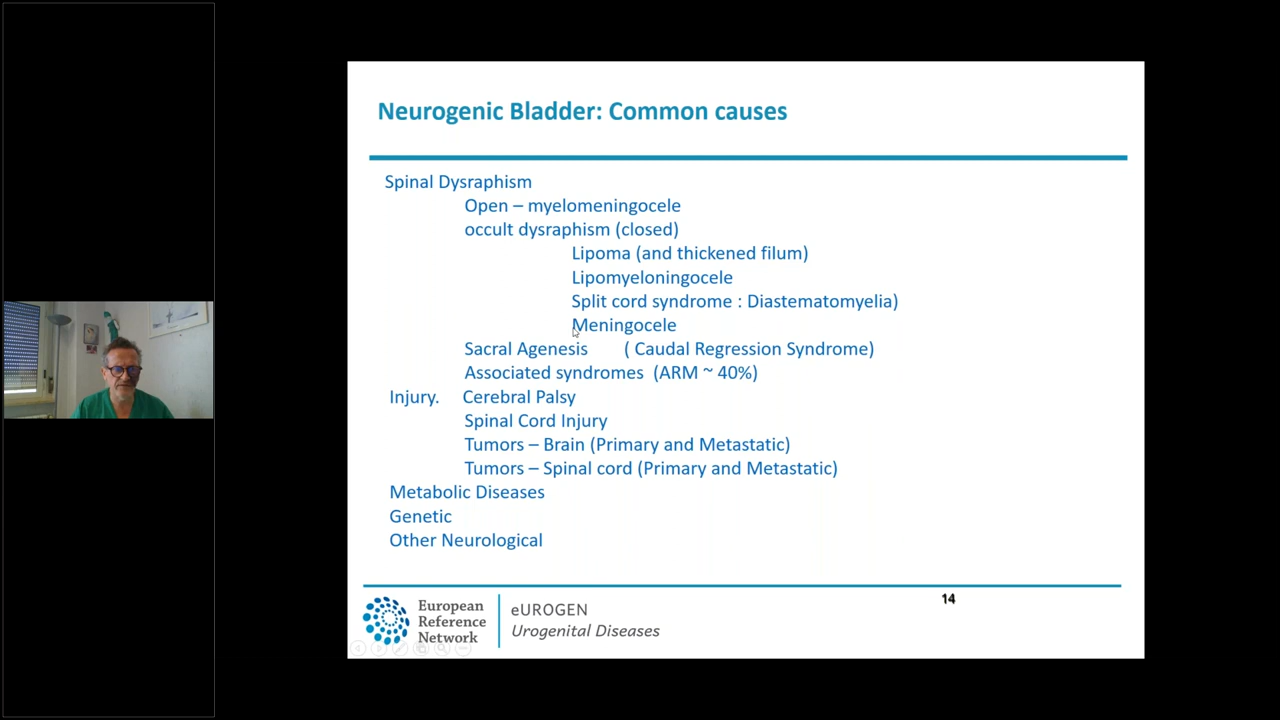 Neurogenic Bladder: Common causes
Spinal Dysraphism
Open – myelomeningocele
occult dysraphism (closed)
Lipoma (and thickened filum)
Lipomyeloningocele
Split cord syndrome : Diastematomyelia)
Meningocele
Sacral Agenesis ( Caudal Regression Syndrome)
Associated syndromes (ARM ~ 40%)
Injury. Cerebral Palsy
Spinal Cord Injury
Tumors – Brain (Primary and Metastatic)
Tumors – Spinal cord (Primary and Metastatic)
Metabolic Diseases
Genetic
Other Neurological
14
European
Reference
Network
eUROGEN
Urogenital Diseases